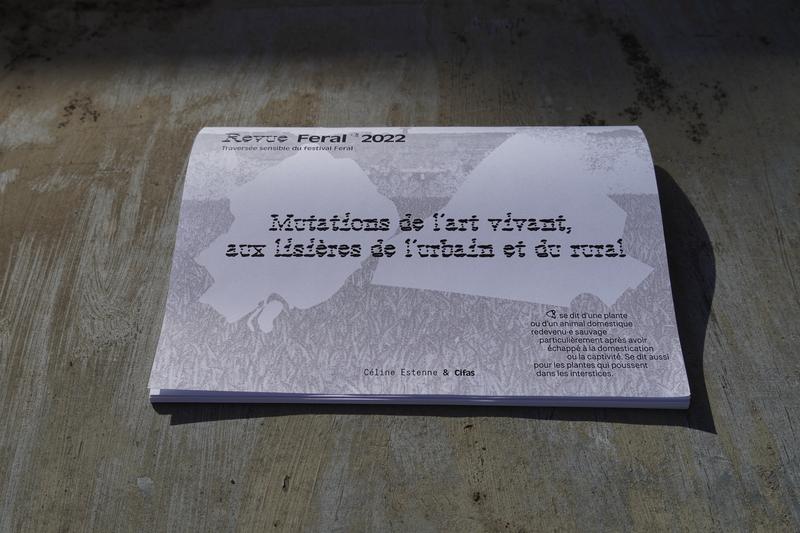 Revue Feral 2022
Traversée sensible du festival Feral
Mutations de l'art vivant,
aux lisières de l'urbain et du rural
se dit d'une plante
ou d'un animal domestique
redevenu·e sauvage
particulièrement après avoir
échappé à la domestication
ou la captivité. Se dit aussi
pour les plantes qui poussent
dans les interstices.
Céline Estenne & Cifas